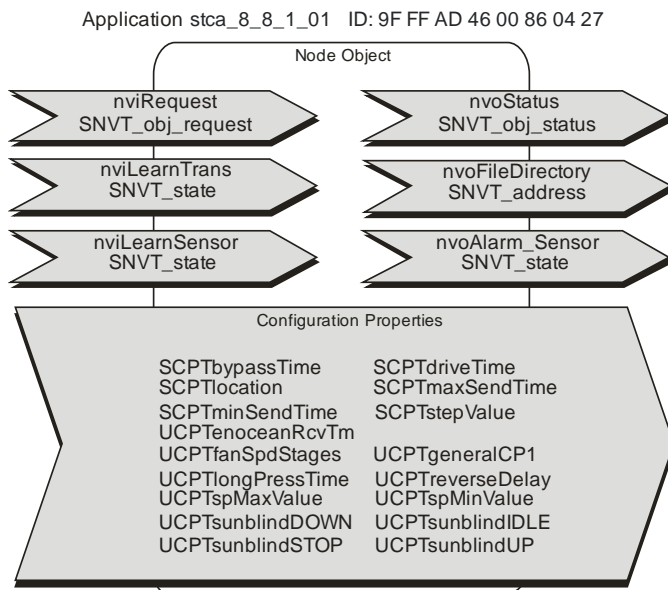 Application stca_8_8_1_01 ID: 9F FF AD 46 00 86 04 27
Node Object
nviRequest
SNVT_obj_request
nvoStatus
SNVT_obj_status
nviLearnTrans
SNVT_state
nvoFileDirectory
SNVT_address
nviLearnSensor
SNVT_state
nvoAlarm_Sensor
SNVT_state
Configuration Properties
SCPTbypassTime SCPTdriveTime
SCPTlocation SCPTmaxSendTime
SCPTminSendTime SCPTstepValue
UCPTenoceanRcvTm
UCPTfanSpdStages UCPTgeneralCP1
UCPTlongPressTime UCPTreverseDelay
UCPTspMaxValue UCPTspMinValue
UCPTsunblindDOWN UCPTsunblindIDLE
UCPTsunblindSTOP UCPTsunblindUP